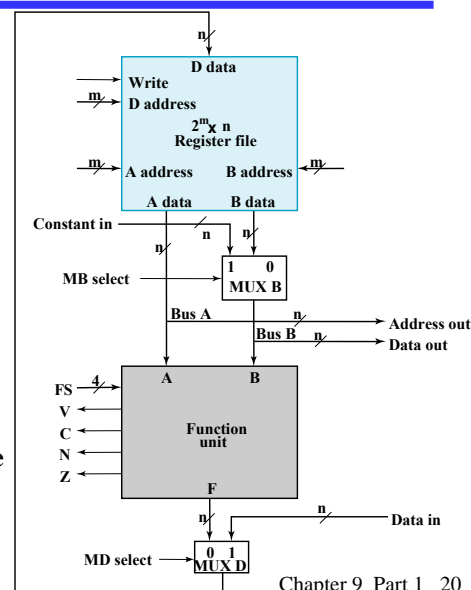 n
D data
Write
m
D address
2^m x n
Register file
m
A address
B address
m
A data
B data
Constant in
n
n
n
1 0
MB select
MUX B
Bus A
n
Address out
Bus B
n
Data out
A
B
FS
4
V
C
Function
unit
N
e
Z
F
n
n
Data in
0 1
MD select
MUX D
Chapter 9 Part 1 20